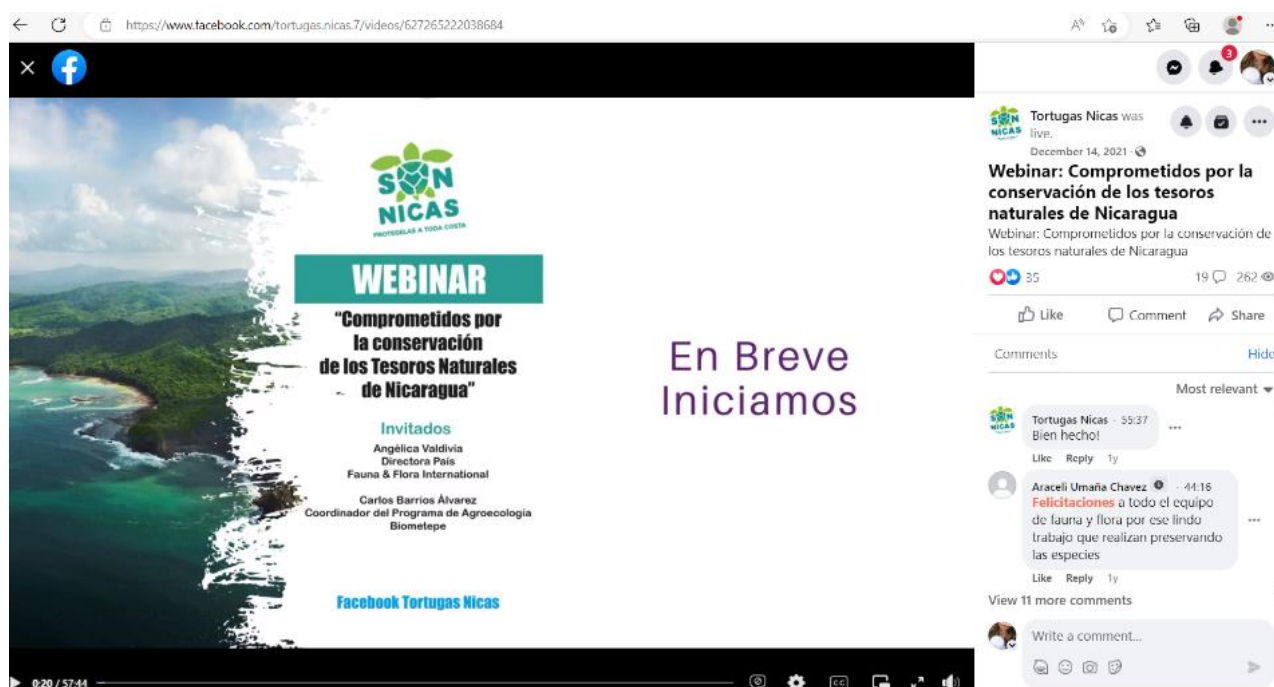 https://www.facebook.com/tortugas.nicas.7/videos/627265222038684
SON
NICAS
PROTEGELAS A TODA COSTA
WEBINAR
"Comprometidos por
la conservación
de los Tesoros Naturales
de Nicaragua"
Invitados
Angélica Valdivia
Directora País
Fauna & Flora International
Carlos Barrios Álvarez
Coordinador del Programa de Agroecología
Biometepe
Facebook Tortugas Nicas
En Breve
Iniciamos
0:20 / 57:44
CC
3
SON
NICAS
Tortugas Nicas was
live.
December 14, 2021 ·
Webinar: Comprometidos por la
conservación de los tesoros
naturales de Nicaragua
Webinar: Comprometidos por la conservación de
los tesoros naturales de Nicaragua
35
19
262
Like
Comment
Share
Comments
Hide
Most relevant
SON
NICAS
Tortugas Nicas · 55:37
Bien hecho!
Like Reply 1y
Araceli Umaña Chavez · 44:16
Felicitaciones a todo el equipo
de fauna y flora por ese lindo
trabajo que realizan preservando
las especies
Like Reply 1y
View 11 more comments
Write a comment...